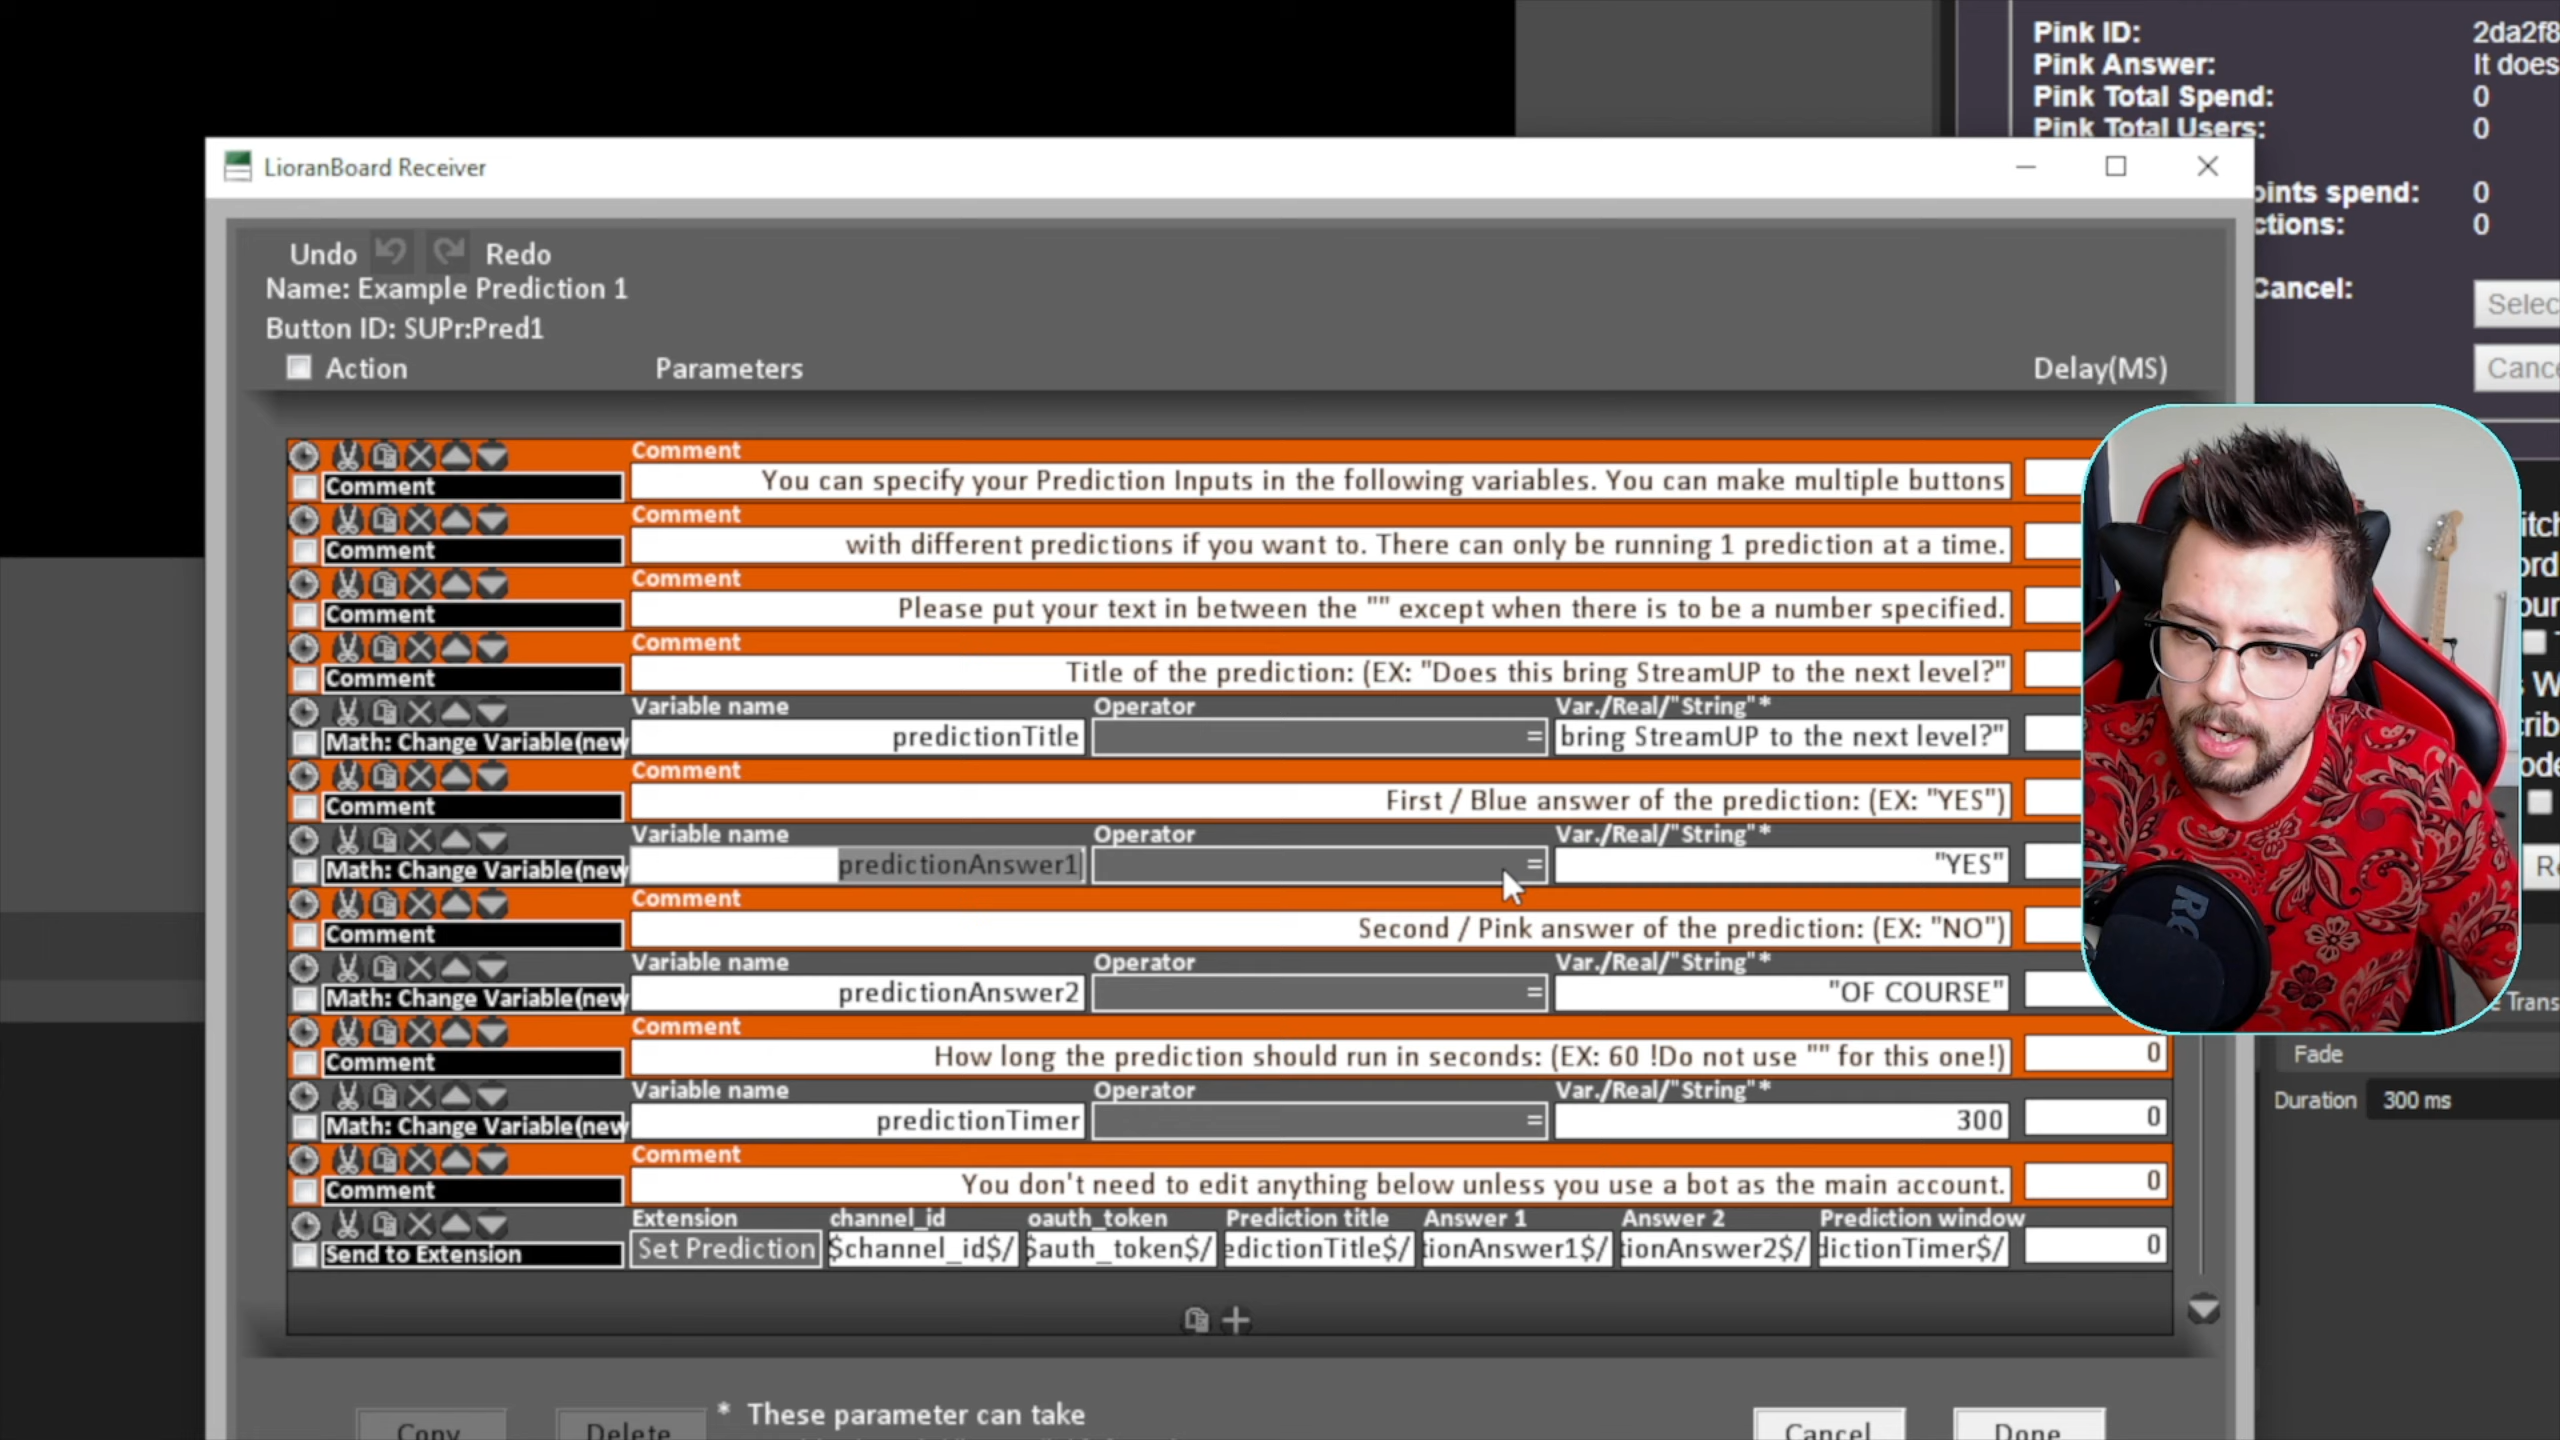 Pink ID: 2da2f8
Pink Answer: It does
Pink Total Spend: 0
Pink Total Users: 0
LioranBoard Receiver
oints spend: 0
ctions: 0
Undo Redo
Name: Example Prediction 1
Cancel: Selec
Button ID: SUPr:Pred1
Action Parameters Delay(MS)
Canc
Comment
Comment You can specify your Prediction Inputs in the following variables. You can make multiple buttons
Comment
Comment with different predictions if you want to. There can only be running 1 prediction at a time.
Comment
Comment Please put your text in between the "" except when there is to be a number specified.
Comment
Comment Title of the prediction: (EX: "Does this bring StreamUP to the next level?"
Variable name Operator Var./Real/"String"*
Math: Change Variable(new predictionTitle = bring StreamUP to the next level?"
Comment
Comment First / Blue answer of the prediction: (EX: "YES")
Variable name Operator Var./Real/"String"*
Math: Change Variable(new predictionAnswer1 = "YES"
Comment
Comment Second / Pink answer of the prediction: (EX: "NO")
Variable name Operator Var./Real/"String"*
Math: Change Variable(new predictionAnswer2 = "OF COURSE"
e Trans
Comment
Comment How long the prediction should run in seconds: (EX: 60 !Do not use "" for this one!) 0
Fade
Variable name Operator Var./Real/"String"*
Duration 300 ms
Math: Change Variable(new predictionTimer = 300 0
Comment
Comment You don't need to edit anything below unless you use a bot as the main account. 0
Extension channel_id oauth_token Prediction title Answer 1 Answer 2 Prediction window
Send to Extension Set Prediction $channel_id$/ $auth_token$/ edictionTitle$/ tionAnswer1$/ tionAnswer2$/ dictionTimer$/ 0
* These parameter can take
Copy Delete Cancel Done